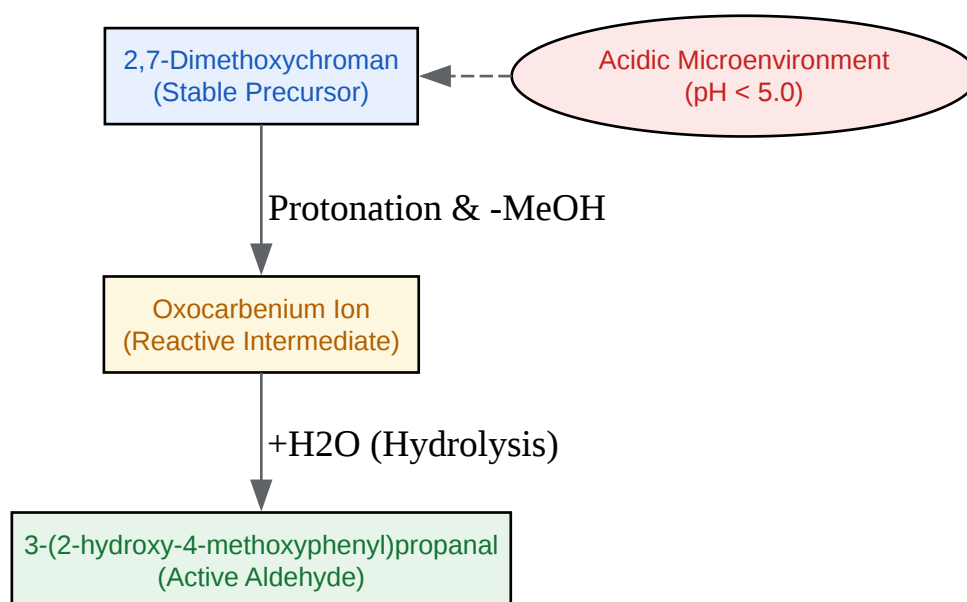 2,7-Dimethoxychroman
(Stable Precursor)
Acidic Microenvironment
(pH < 5.0)
Protonation & -MeOH
Oxocarbenium Ion
(Reactive Intermediate)
+H2O (Hydrolysis)
3-(2-hydroxy-4-methoxyphenyl)propanal
(Active Aldehyde)